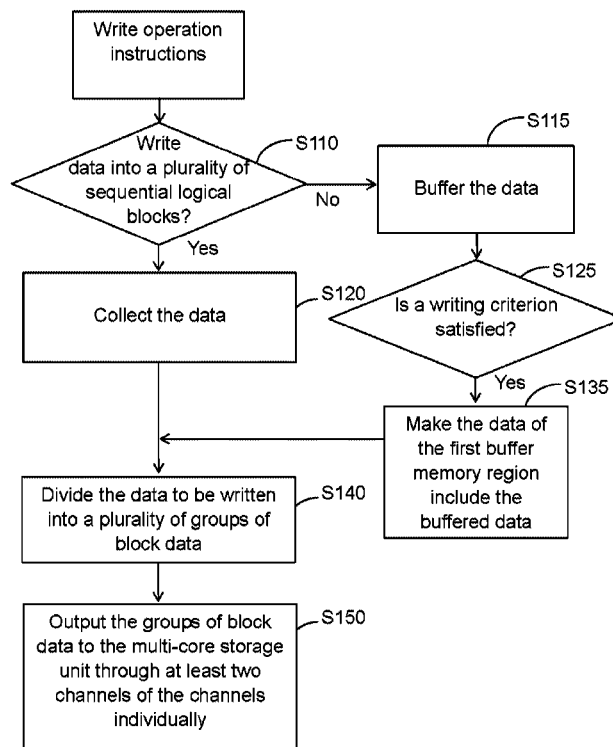 Write operation
instructions
S110
Write
data into a plurality of
sequential logical
blocks?
No
Yes
S115
Buffer the data
S120
Collect the data
S125
Is a writing criterion
satisfied?
Yes
S135
Make the data of
the first buffer
memory region
include the
buffered data
S140
Divide the data to be written
into a plurality of groups of
block data
S150
Output the groups of block
data to the multi-core storage
unit through at least two
channels of the channels
individually